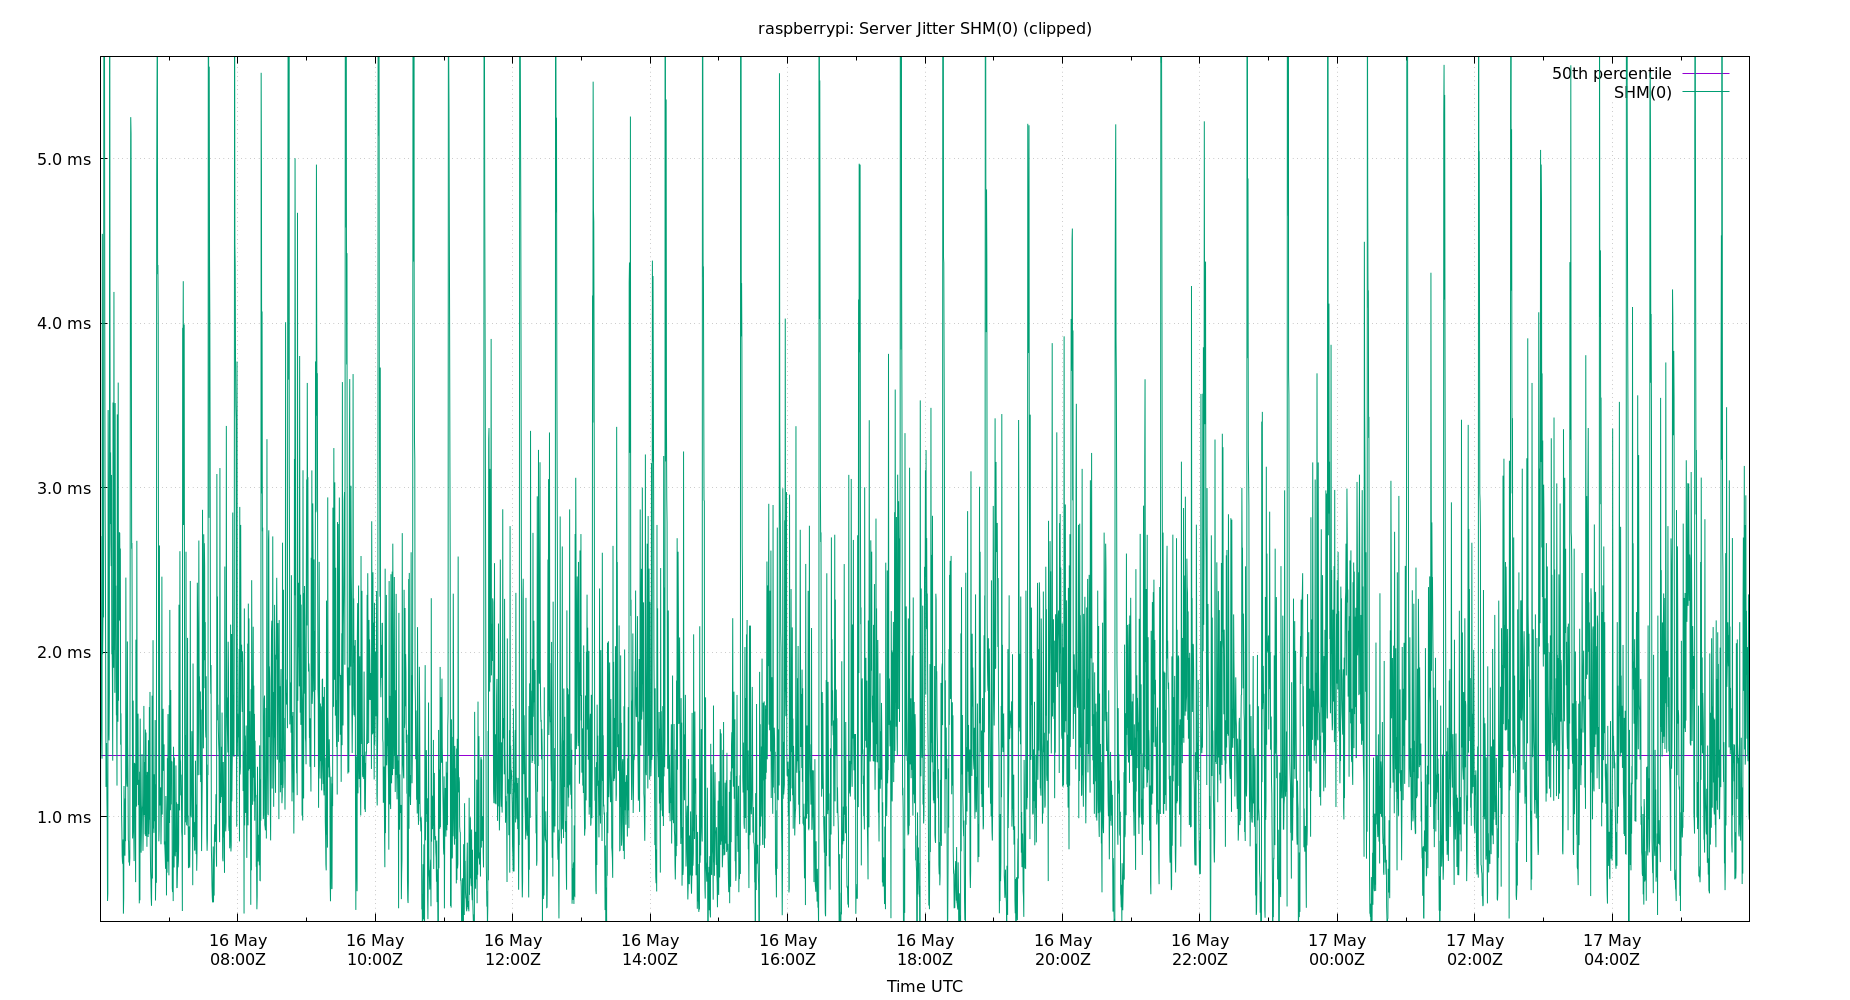 raspberrypi: Server Jitter SHM(0) (clipped)
50th percentile
SHM(0)
5.0 ms
4.0 ms
3.0 ms
2.0 ms
1.0 ms
16 May 16 May 16 May 16 May 16 May 16 May 16 May 16 May 17 May 17 May 17 May
08:00Z 10:00Z 12:00Z 14:00Z 16:00Z 18:00Z 20:00Z 22:00Z 00:00Z 02:00Z 04:00Z
Time UTC